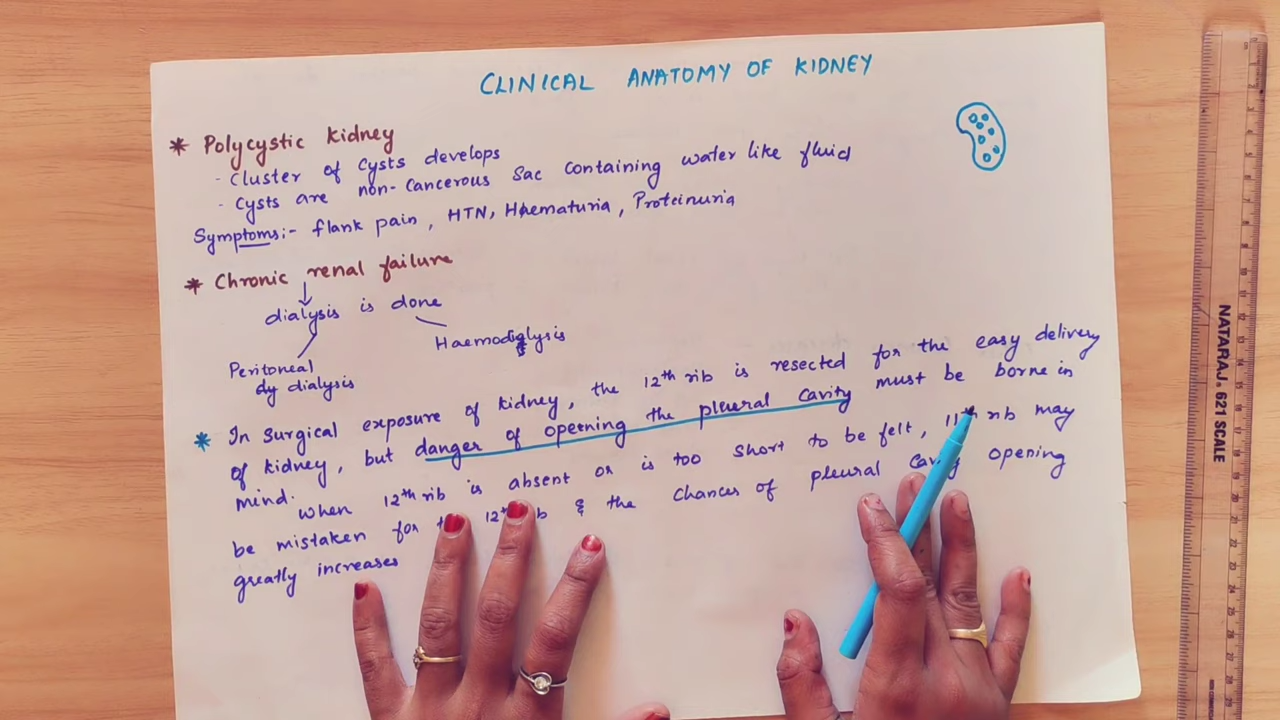 CLINICAL ANATOMY OF KIDNEY
* Polycystic kidney
- Cluster of Cysts develops
- Cysts are non-Cancerous Sac Containing water like fluid
Symptoms:- flank pain, HTN, Haematuria, Proteinuria
* Chronic renal failure
dialysis is done
Haemodialysis
Peritoneal
dialysis
* In Surgical exposure of kidney, the 12th rib is resected for the easy delivery
of kidney, but danger of opening the pleural Cavity must be borne in
mind. when 12th rib is absent or is too short to be felt, 11th rib may
be mistaken for 12th & the Chances of pleural Cavity opening
greatly increases
NATARAJ. 621 SCALE